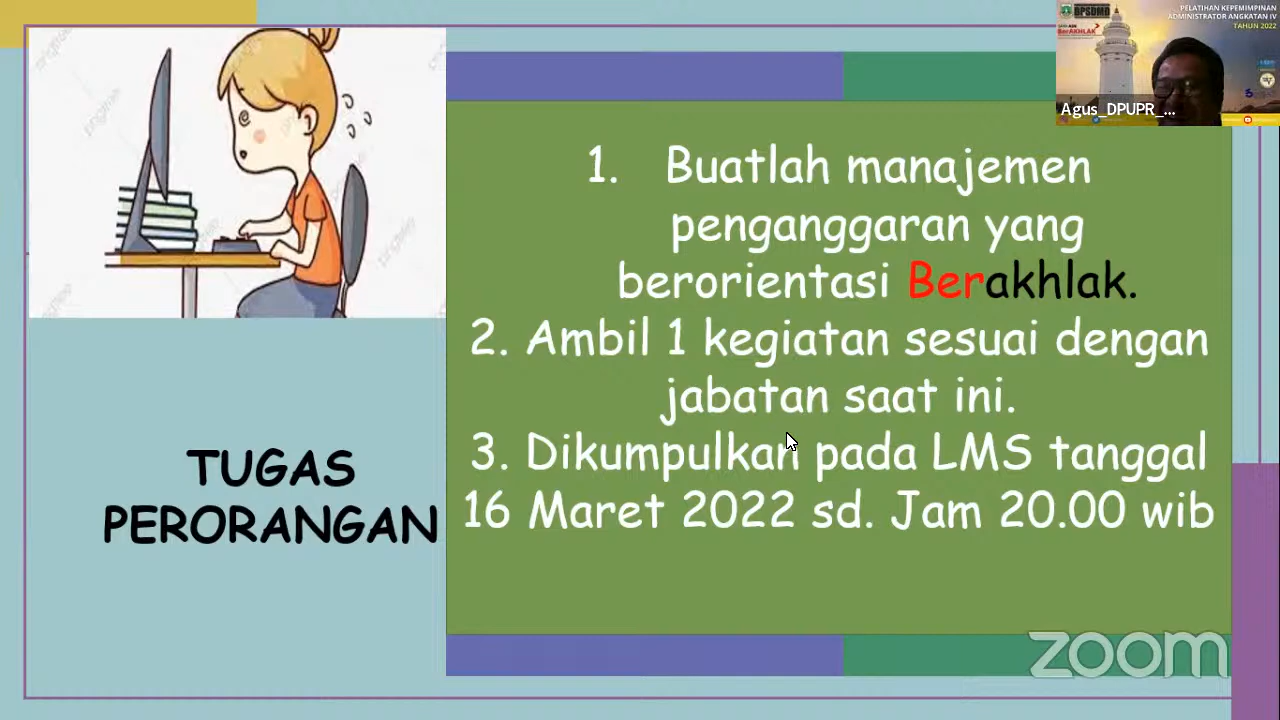 BPSDMD
BerAKHLAK
PELATIHAN KEPEMIMPINAN
ADMINISTRATOR ANGKATAN IV
TAHUN 2022
Agus_DPUPR_...
1. Buatlah manajemen
penganggaran yang
berorientasi Berakhlak.
2. Ambil 1 kegiatan sesuai dengan
jabatan saat ini.
3. Dikumpulkan pada LMS tanggal
16 Maret 2022 sd. Jam 20.00 wib
TUGAS
PERORANGAN
zoom